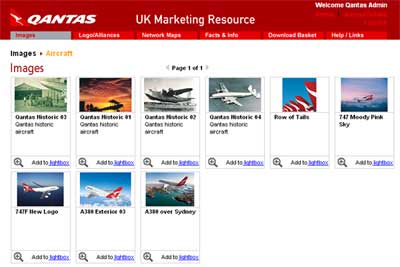 QANTAS
UK Marketing Resource
Welcome Qantas Admin
Images
Logo/Alliances
Network Maps
Facts & Info
Download Basket
Help / Links
Images
Aircraft
Images
Page 1 of 1
Qantas Historic 03
Qantas historic
aircraft
Add to lightbox
Qantas Historic 01
Qantas historic
aircraft
Add to lightbox
Qantas Historic 02
Qantas historic
aircraft
Add to lightbox
Qantas Historic 04
Qantas historic
aircraft
Add to lightbox
Row of Tails
Add to lightbox
747 Moody Pink
Sky
Add to lightbox
747F New Logo
Add to lightbox
A380 Exterior 03
Add to lightbox
A380 over Sydney
Add to lightbox